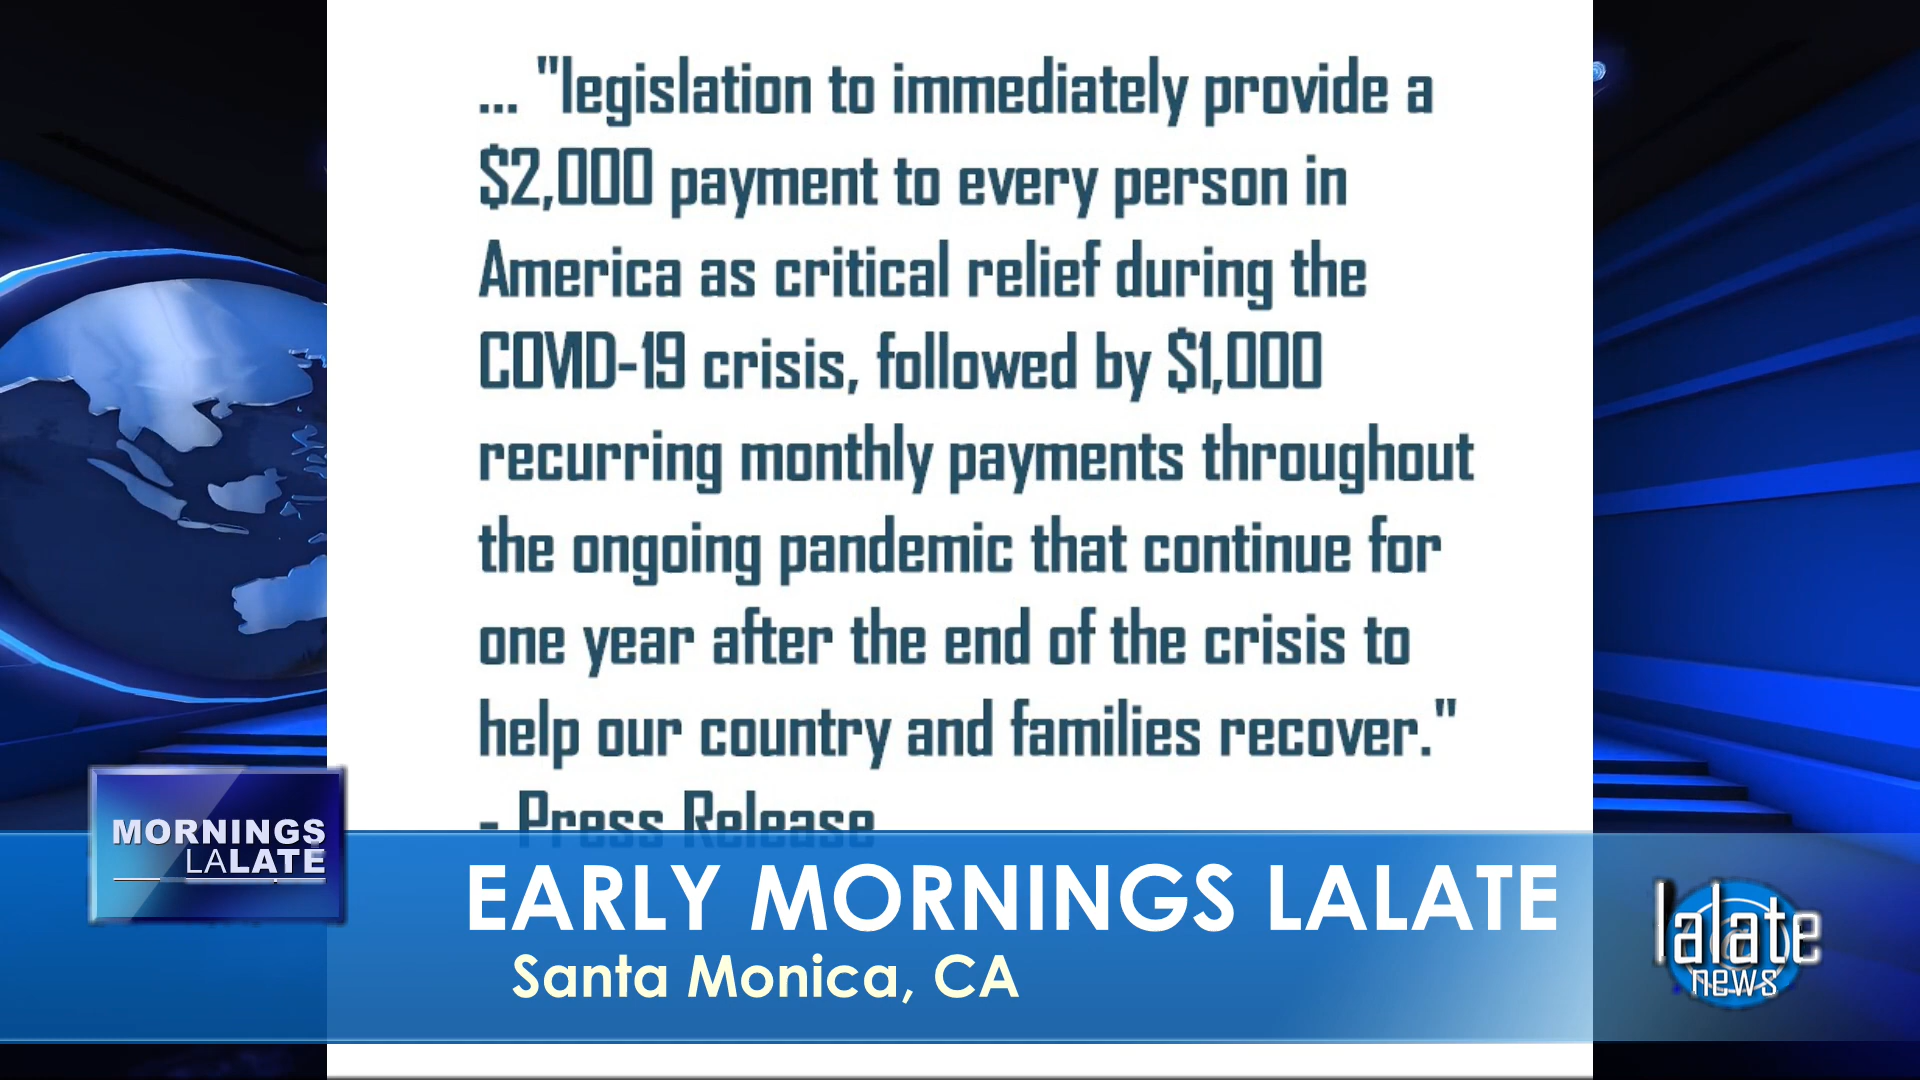 ... "legislation to immediately provide a
$2,000 payment to every person in
America as critical relief during the
COVID-19 crisis, followed by $1,000
recurring monthly payments throughout
the ongoing pandemic that continue for
one year after the end of the crisis to
help our country and families recover."
- Press Release
MORNINGS
LALATE
EARLY MORNINGS LALATE
Santa Monica, CA
lalate
news